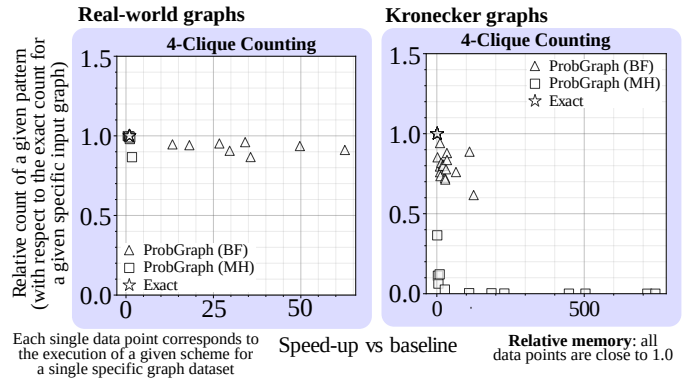 Real-world graphs
Kronecker graphs
Relative count of a given pattern
(with respect to the exact count for
a given specific input graph)
4-Clique Counting
1.5
1.0
0.5
0.0
ProbGraph (BF)
ProbGraph (MH)
Exact
0
25
50
4-Clique Counting
1.5
1.0
0.5
0.0
ProbGraph (BF)
ProbGraph (MH)
Exact
0
500
Each single data point corresponds to
the execution of a given scheme for
a single specific graph dataset
Speed-up vs baseline
Relative memory: all
data points are close to 1.0